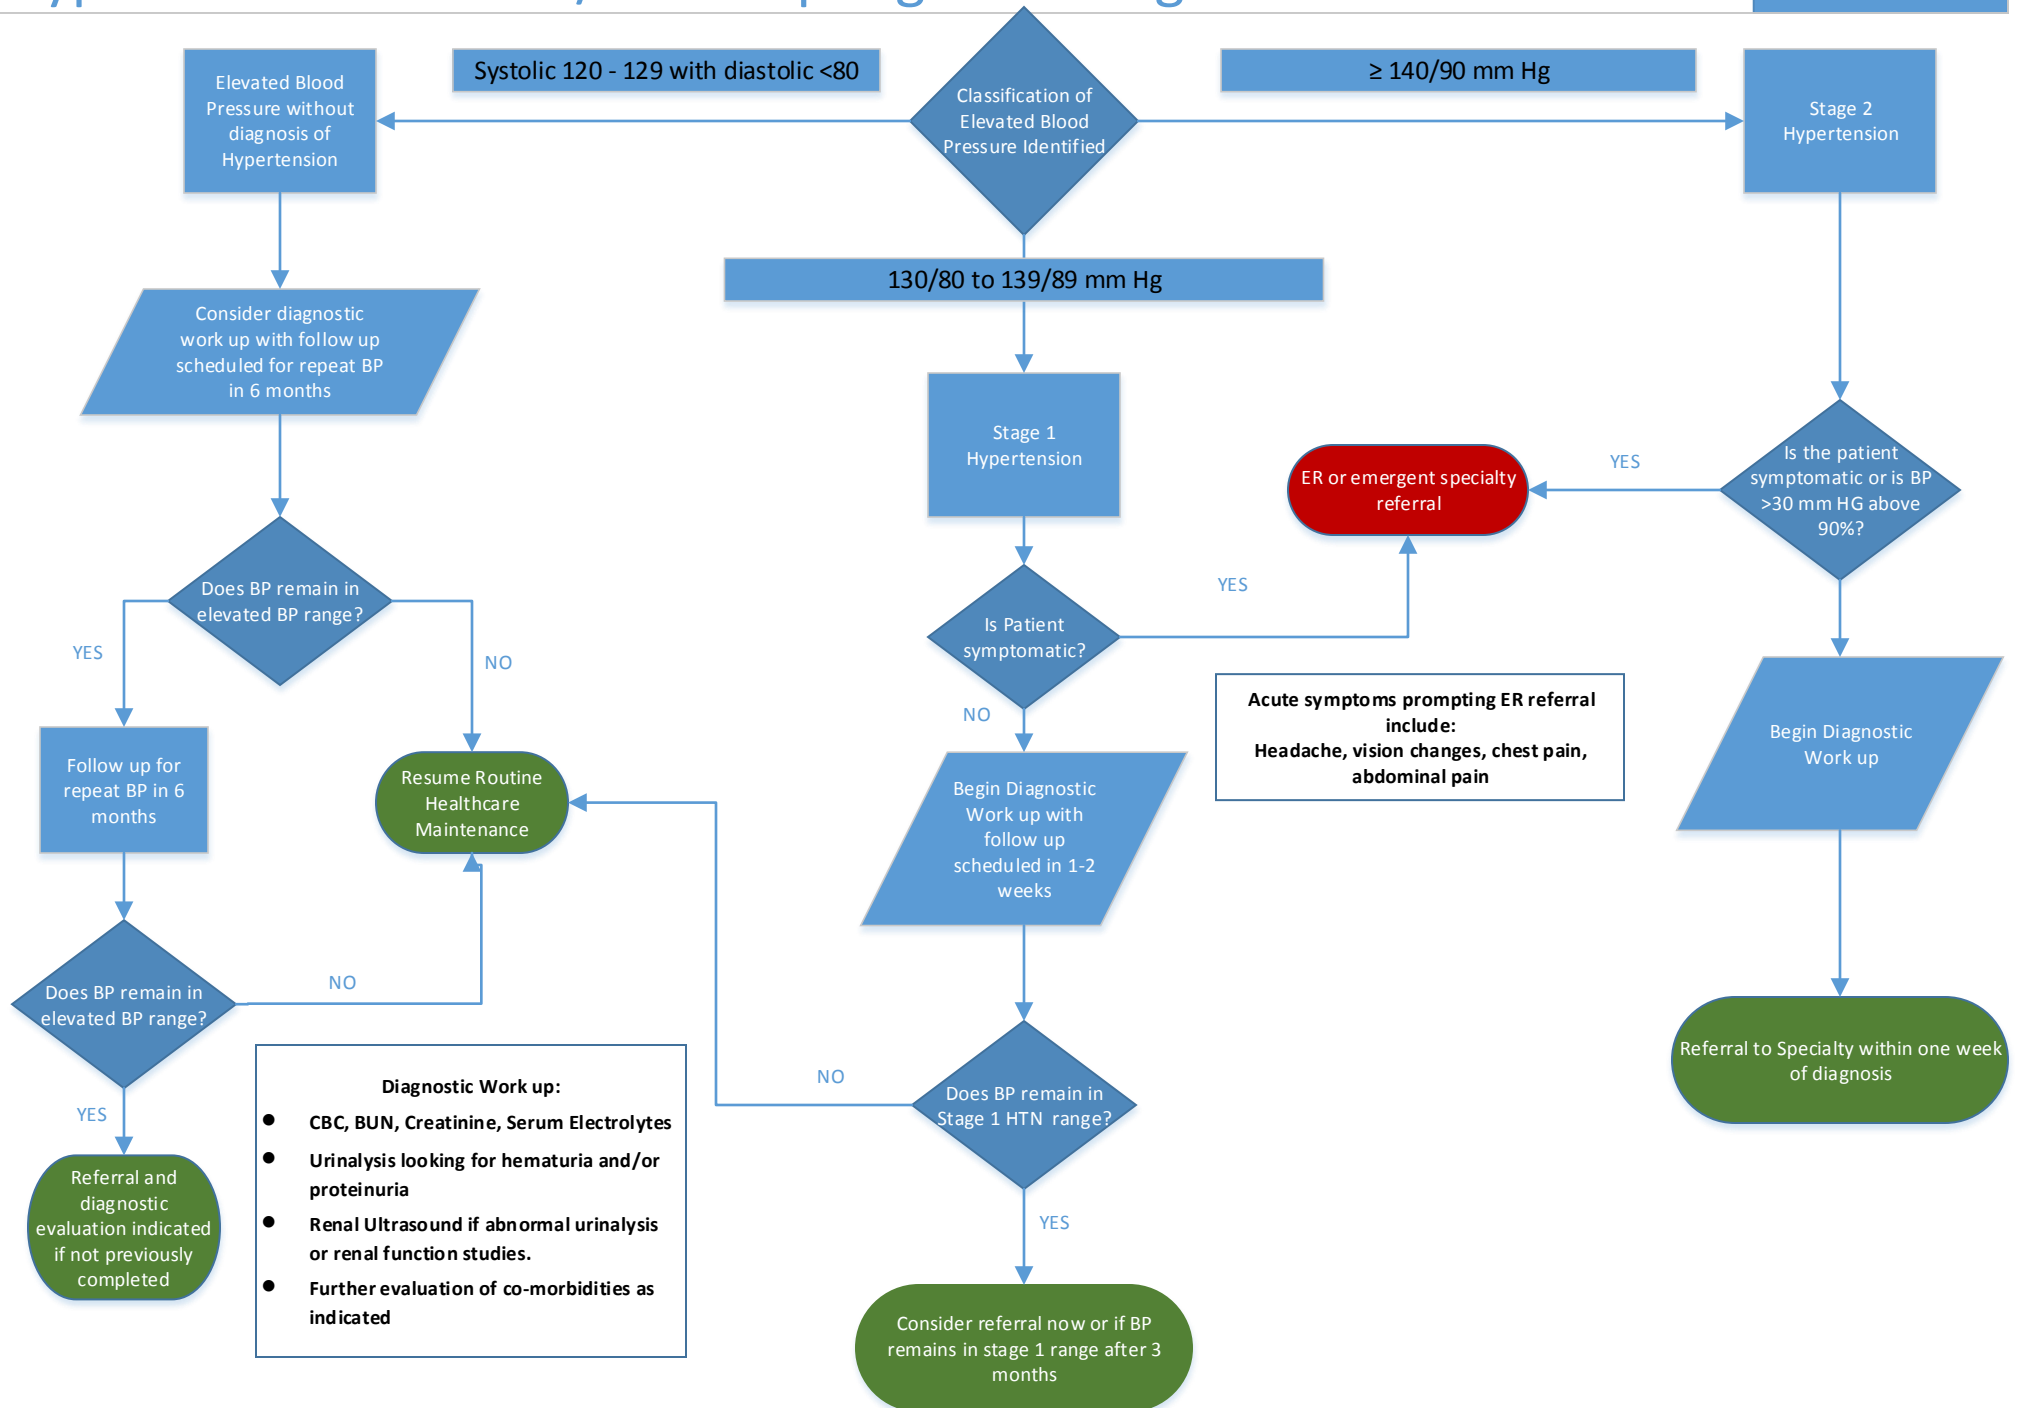 Systolic 120 - 129 with diastolic <80
≥ 140/90 mm Hg
Elevated Blood
Pressure without
diagnosis of
Hypertension
Classification of
Elevated Blood
Pressure Identified
Stage 2
Hypertension
130/80 to 139/89 mm Hg
Consider diagnostic
work up with follow up
scheduled for repeat BP
in 6 months
Stage 1
Hypertension
ER or emergent specialty
referral
YES
Is the patient
symptomatic or is BP
>30 mm HG above
90%?
Does BP remain in
elevated BP range?
YES
NO
Is Patient
symptomatic?
YES
NO
Acute symptoms prompting ER referral
include:
Headache, vision changes, chest pain,
abdominal pain
Begin Diagnostic
Work up
Follow up for
repeat BP in 6
months
Resume Routine
Healthcare
Maintenance
Begin Diagnostic
Work up with
follow up
scheduled in 1-2
weeks
Does BP remain in
elevated BP range?
NO
Referral to Specialty within one week
of diagnosis
Diagnostic Work up:
● CBC, BUN, Creatinine, Serum Electrolytes
● Urinalysis looking for hematuria and/or
proteinuria
● Renal Ultrasound if abnormal urinalysis
or renal function studies.
● Further evaluation of co-morbidities as
indicated
NO
Does BP remain in
Stage 1 HTN range?
YES
Referral and
diagnostic
evaluation indicated
if not previously
completed
YES
Consider referral now or if BP
remains in stage 1 range after 3
months